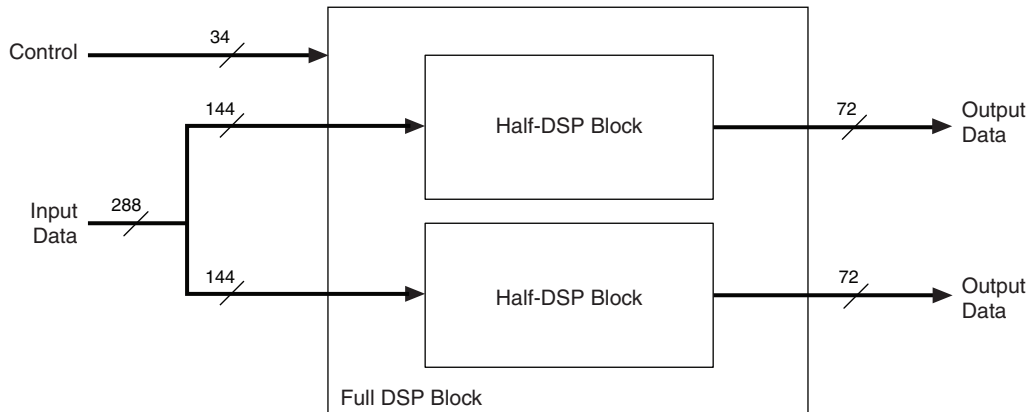 Control
34
144
Half-DSP Block
72
Output
Data
Input
Data
288
144
Half-DSP Block
72
Output
Data
Full DSP Block